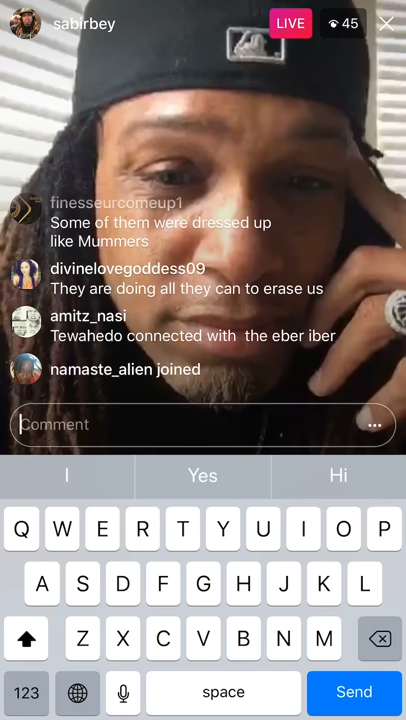 sabirbey
LIVE
45
finesseurcomeup1
Some of them were dressed up
like Mummers
divinelovegoddess09
They are doing all they can to erase us
amitz_nasi
Tewahedo connected with  the eber iber
namaste_alien joined
Comment
I
Yes
Hi
Q W E R T Y U I O P
A S D F G H J K L
Z X C V B N M
123
space
Send